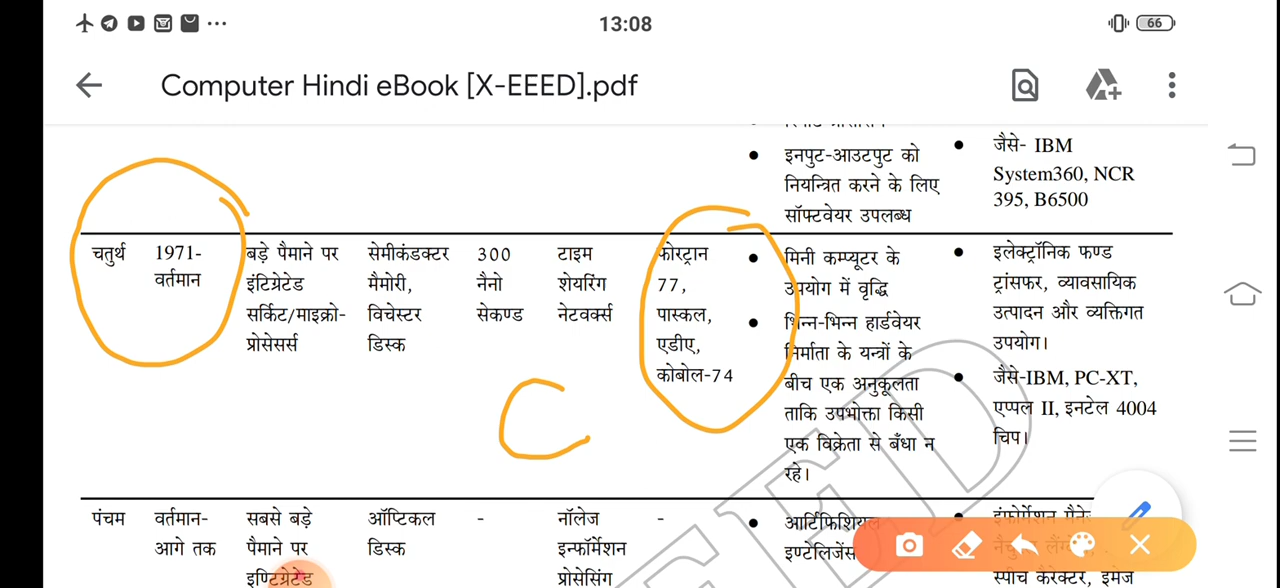 13:08
66
Computer Hindi eBook [X-EEED].pdf
इनपुट-आउटपुट को
नियन्त्रित करने के लिए
सॉफ्टवेयर उपलब्ध
जैसे- IBM
System360, NCR
395, B6500
चतुर्थ
1971-
वर्तमान
बड़े पैमाने पर
इंटिग्रेटेड
सर्किट/माइक्रो-
प्रोसेसर्स
सेमीकंडक्टर
मैमोरी,
विचेस्टर
डिस्क
300
नैनो
सेकण्ड
टाइम
शेयरिंग
नेटवर्क्स
फोरट्रान
77,
पास्कल,
एडीए,
कोबोल-74
मिनी कम्प्यूटर के
उपयोग में वृद्धि
भिन्न-भिन्न हार्डवेयर
निर्माता के यन्त्रों के
बीच एक अनुकूलता
ताकि उपभोक्ता किसी
एक विक्रेता से बँधा न
रहे।
इलेक्ट्रॉनिक फण्ड
ट्रांसफर, व्यावसायिक
उत्पादन और व्यक्तिगत
उपयोग।
जैसे-IBM, PC-XT,
एप्पल II, इनटेल 4004
चिप।
C
पंचम
वर्तमान-
आगे तक
सबसे बड़े
पैमाने पर
इण्टिग्रेटेड
ऑप्टिकल
डिस्क
-
नॉलेज
इन्फॉर्मेशन
प्रोसेसिंग
-
आर्टिफिशियल
इण्टेलिजेंस
स्पीच कैरेक्टर, इमेज
EED